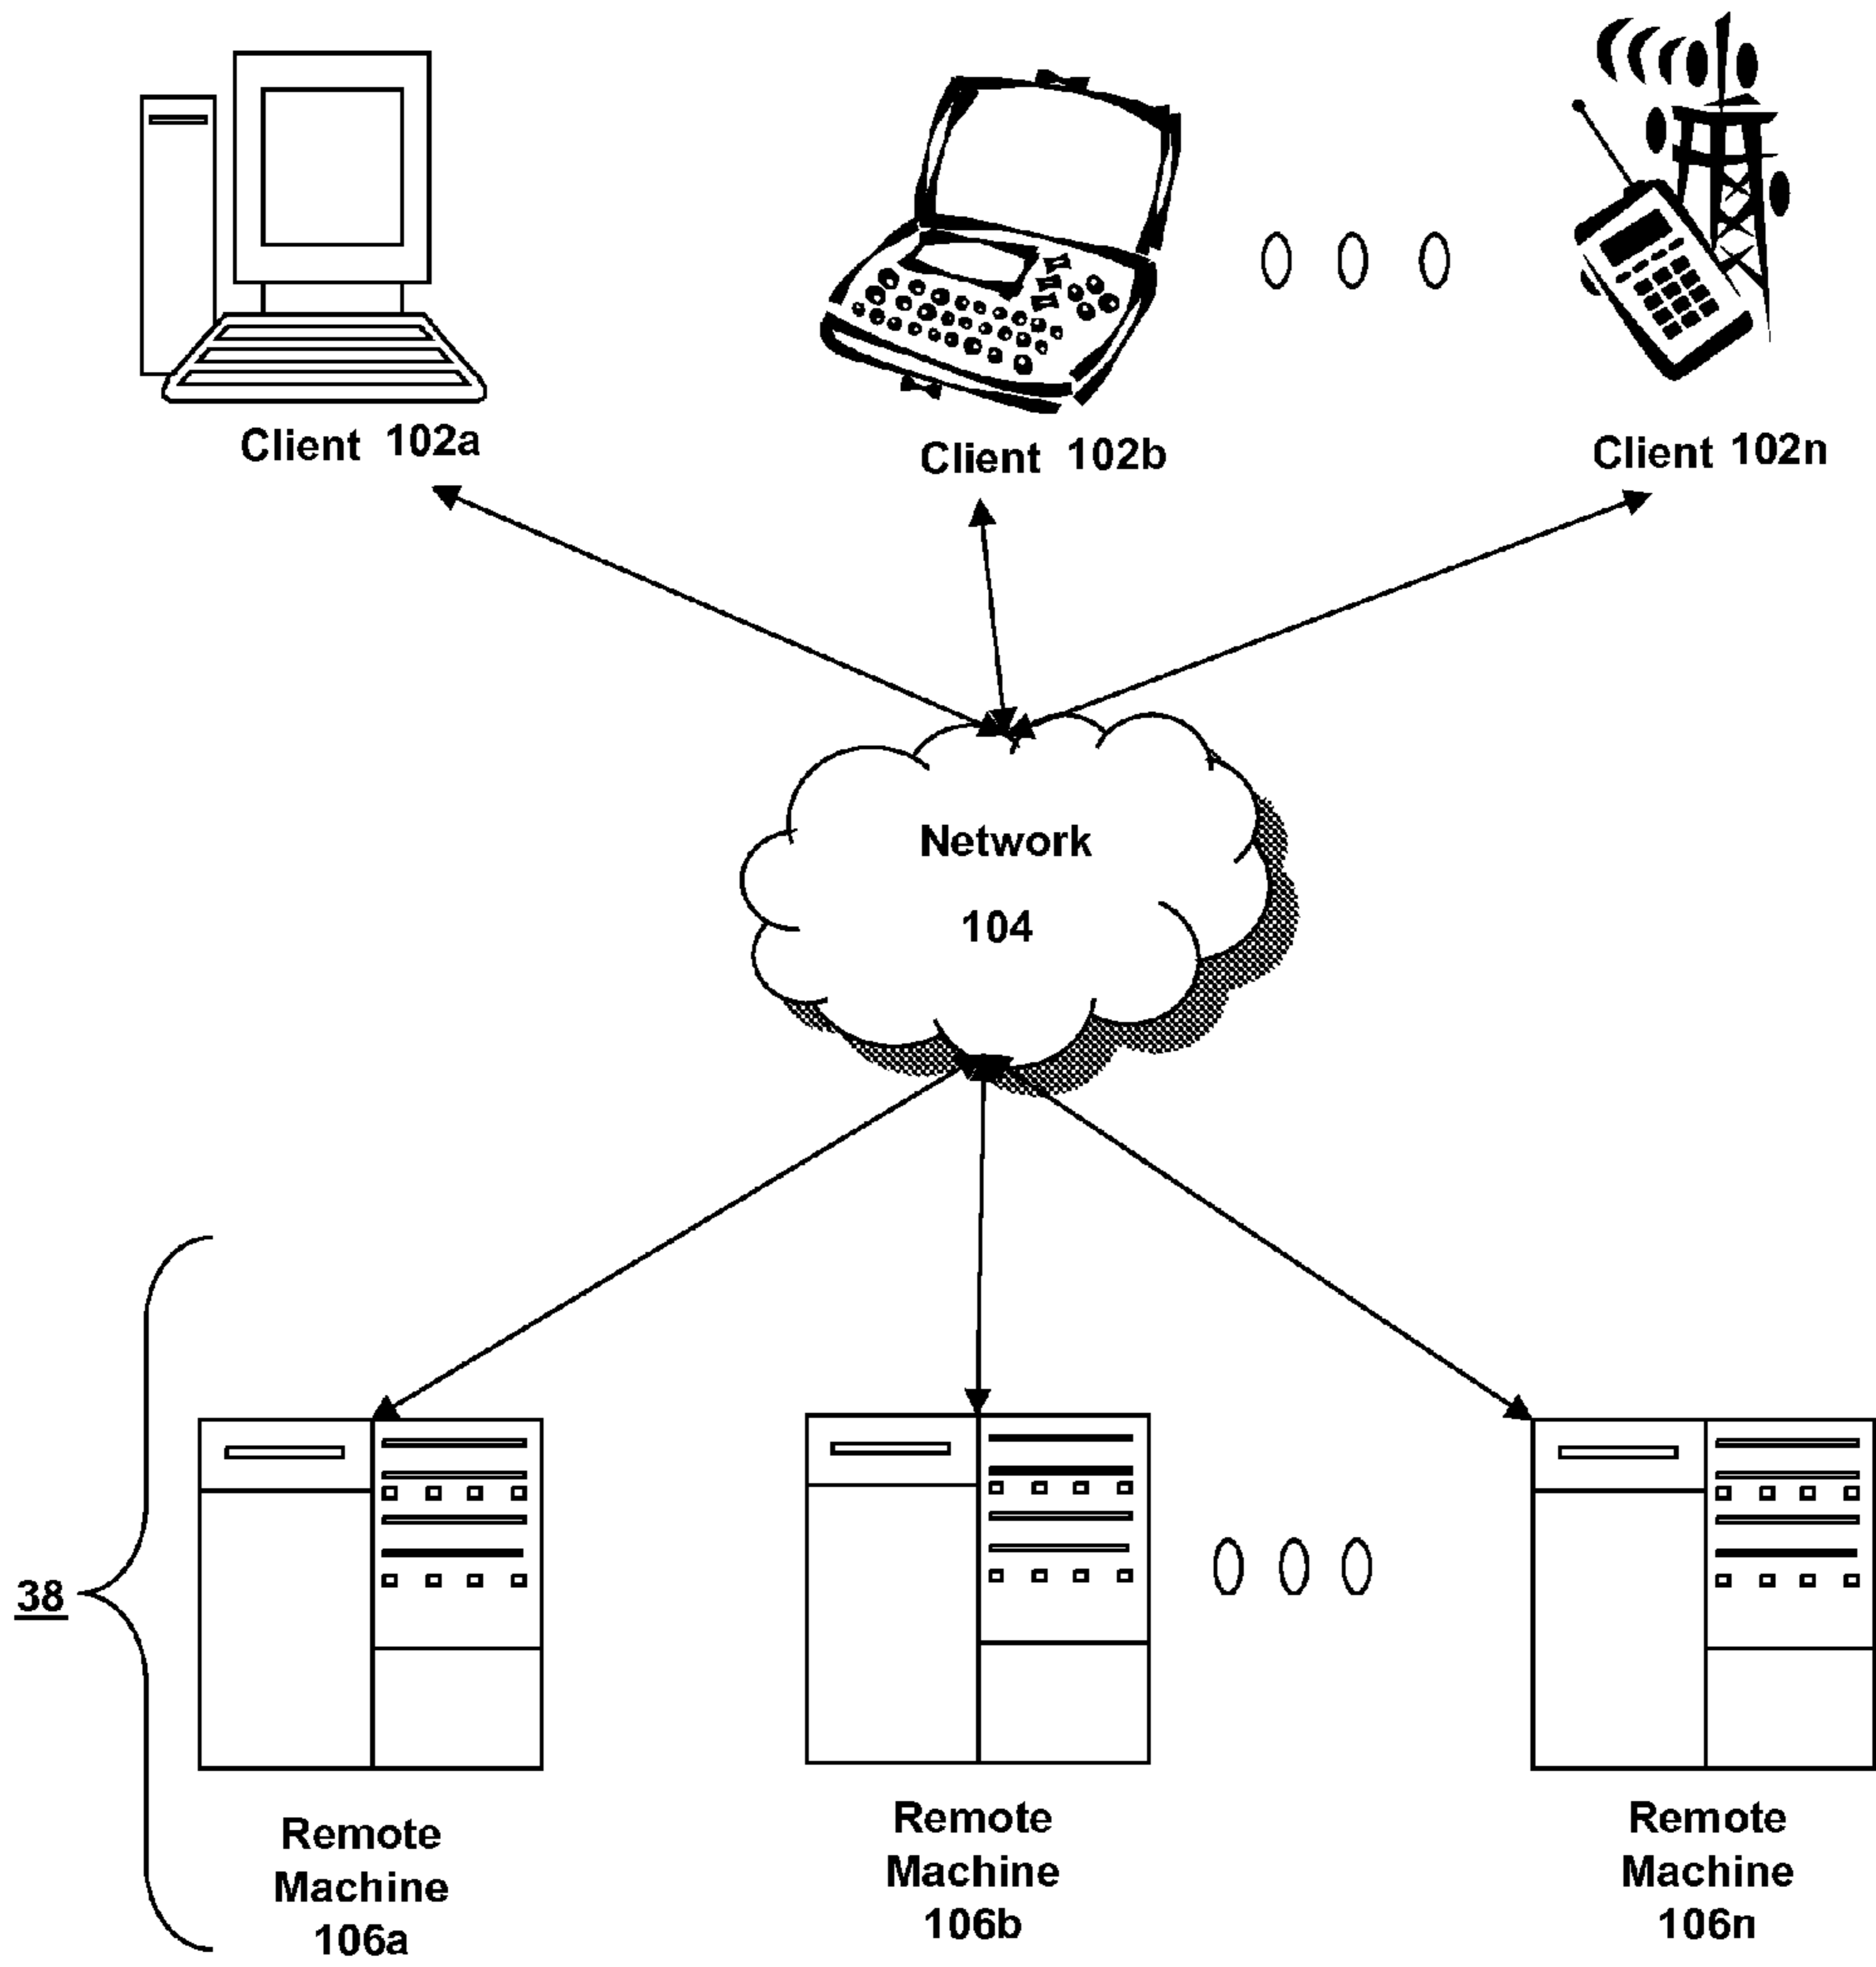 Client 102a
Client 102b
Client 102n
Network
104
38
Remote
Machine
106a
Remote
Machine
106b
Remote
Machine
106n